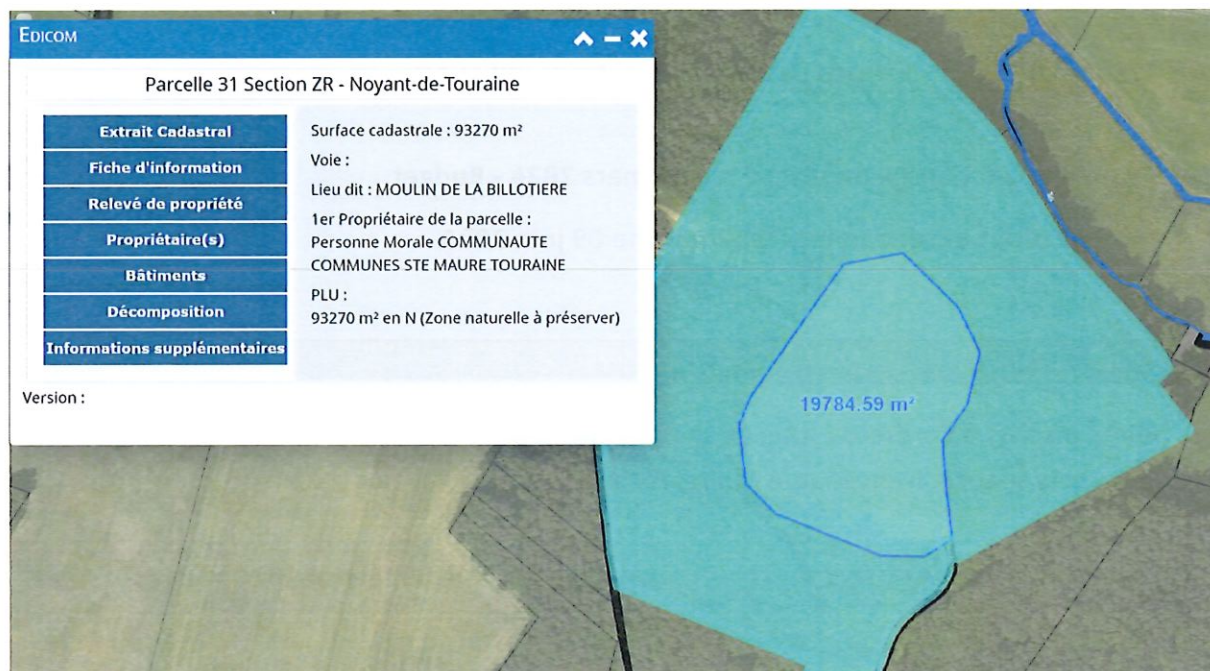 EDICOM
Parcelle 31 Section ZR - Noyant-de-Touraine
Extrait Cadastral
Fiche d'information
Relevé de propriété
Propriétaire(s)
Bâtiments
Décomposition
Informations supplémentaires
Surface cadastrale : 93270 m²
Voie :
Lieu dit : MOULIN DE LA BILLOTIERE
1er Propriétaire de la parcelle :
Personne Morale COMMUNAUTE
COMMUNES STE MAURE TOURAINE
PLU :
93270 m² en N (Zone naturelle à préserver)
Version :
19784.59 m²